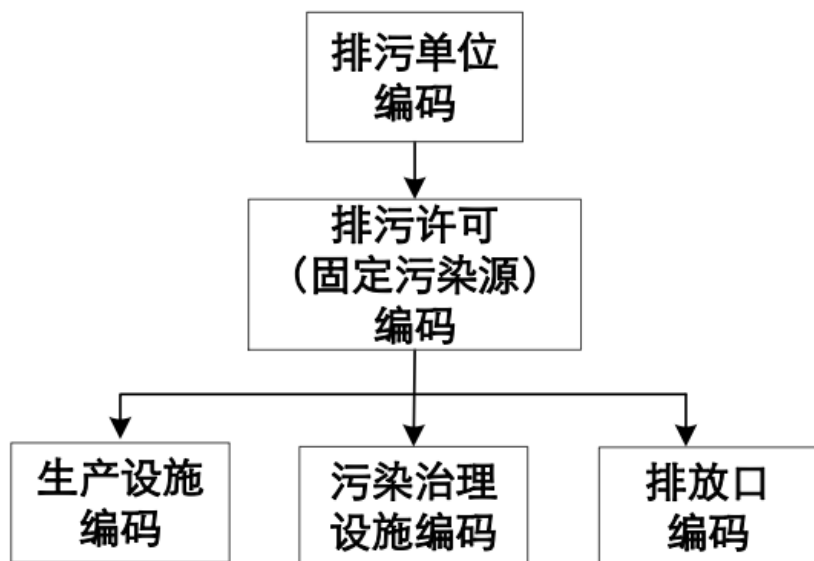 排污单位
编码
排污许可
（固定污染源）
编码
生产设施
编码
污染治理
设施编码
排放口
编码